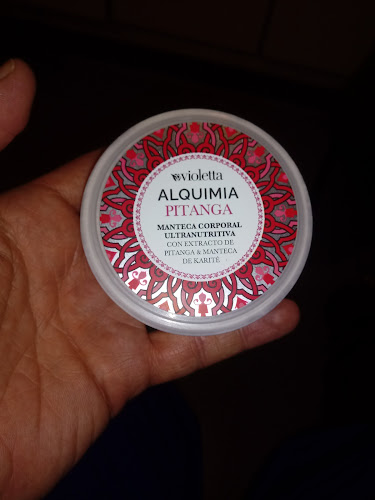 violetta
ALQUIMIA
PITANGA
MANTECA CORPORAL
ULTRANUTRITIVA
CON EXTRACTO DE
PITANGA & MANTECA
DE KARITÉ